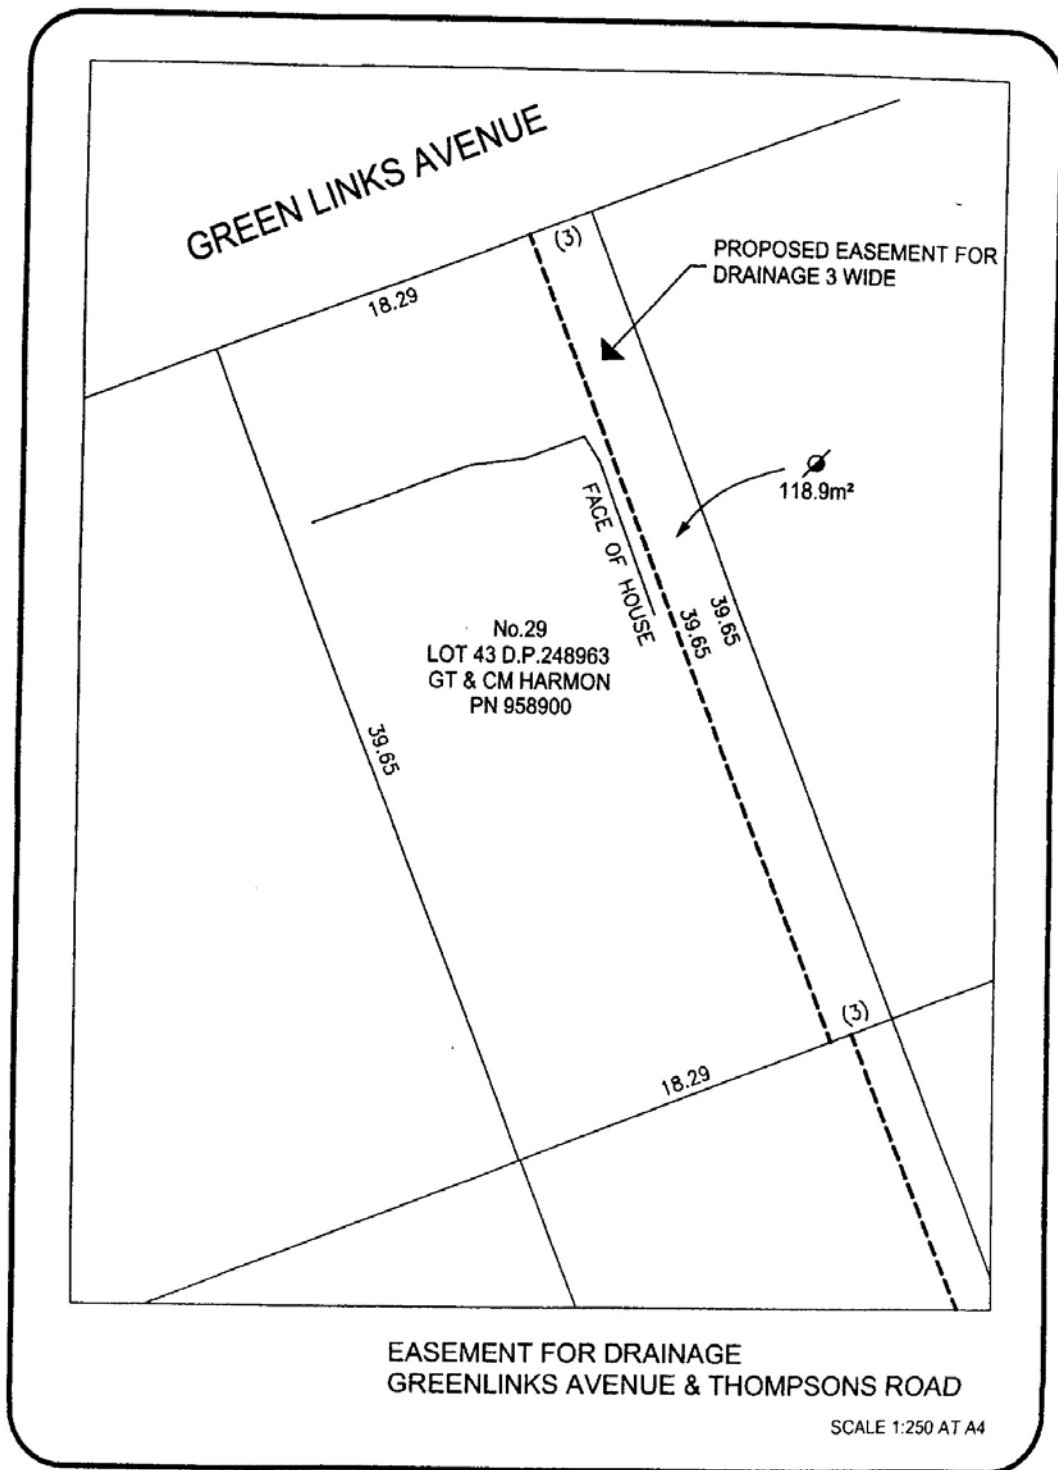 GREEN LINKS AVENUE
(3)
PROPOSED EASEMENT FOR
DRAINAGE 3 WIDE
18.29
118.9m²
FACE OF HOUSE
39.65
39.65
No.29
LOT 43 D.P.248963
GT & CM HARMON
PN 958900
39.65
(3)
18.29
EASEMENT FOR DRAINAGE
GREENLINKS AVENUE & THOMPSONS ROAD
SCALE 1:250 AT A4